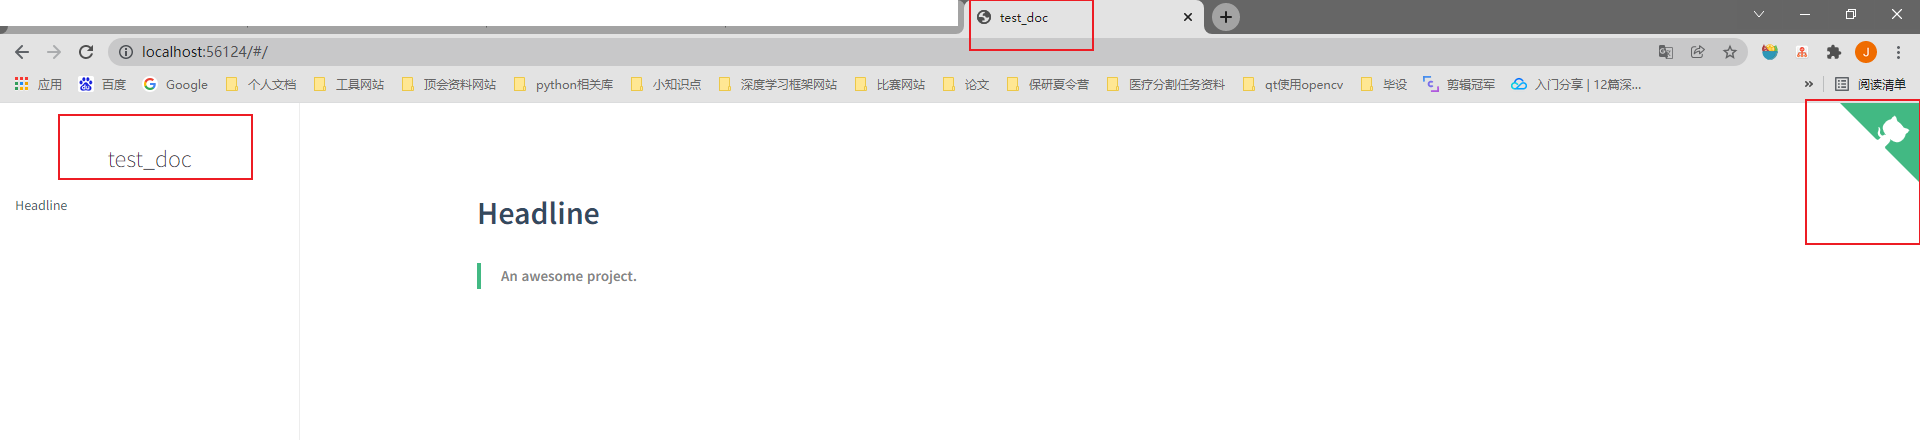 test_doc
localhost:56124/#/
J
应用 百度 Google 个人文档 工具网站 顶会资料网站 python相关库 小知识点 深度学习框架网站 比赛网站 论文 保研夏令营 医疗分割任务资料 qt使用opencv 毕设 剪辑冠军 入门分享 | 12篇深... » 阅读清单
test_doc
Headline
Headline
An awesome project.